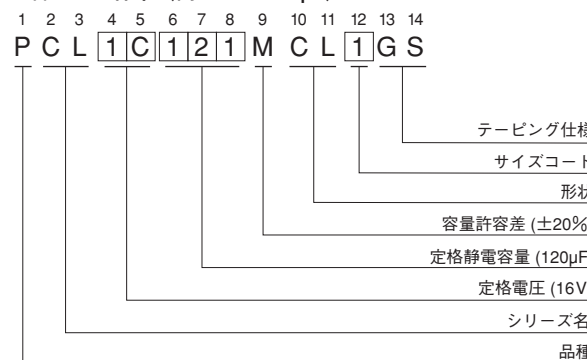 1 2 3 4 5 6 7 8 9 10 11 12 13 14
P C L 1 C 1 2 1 M C L 1 G S
テーピング仕様
サイズコード
形状
容量許容差 (±20%
定格静電容量 (120µF
定格電圧 (16V
シリーズ名
品種